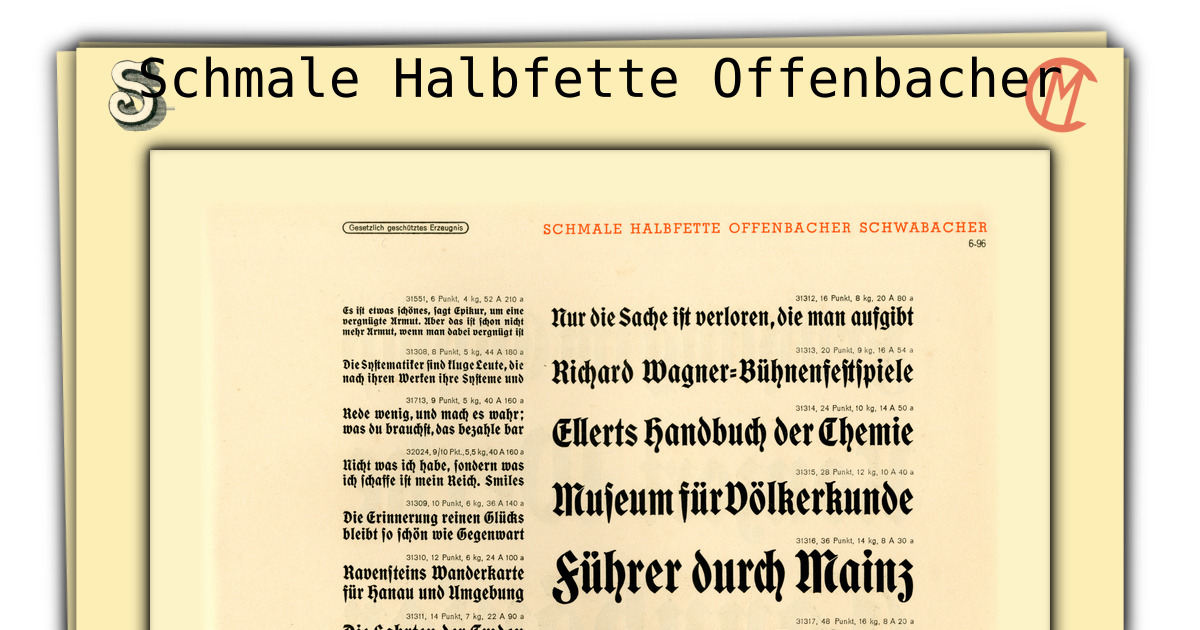 Schmale Halbfette Offenbacher
Gesetzlich geschütztes Erzeugnis
SCHMALE HALBFETTE OFFENBACHER SCHWABACHER
6-96
31551, 6 Punkt, 4 kg, 52 A 210 a
Es iſt etwas ſchönes, ſagt Epikur, um eine
vergnügte Armut. Aber das iſt ſchon nicht
mehr Armut, wenn man dabei vergnügt iſt
31308, 8 Punkt, 5 kg, 44 A 180 a
Die Syſtematiker ſind kluge Leute, die
nach ihren Werken ihre Syſteme und
31713, 9 Punkt, 5 kg, 40 A 160 a
Rede wenig, und mach es wahr;
was du brauchſt, das bezahle bar
32024, 9/10 Pkt., 5,5 kg, 40 A 160 a
Nicht was ich habe, ſondern was
ich ſchaffe iſt mein Reich. Smiles
31309, 10 Punkt, 6 kg, 36 A 140 a
Die Erinnerung reinen Glücks
bleibt ſo ſchön wie Gegenwart
31310, 12 Punkt, 6 kg, 24 A 100 a
Ravenſteins Wanderkarte
für Hanau und Umgebung
31311, 14 Punkt, 7 kg, 22 A 90 a
31312, 16 Punkt, 8 kg, 20 A 80 a
Nur die Sache iſt verloren, die man aufgibt
31313, 20 Punkt, 9 kg, 16 A 54 a
Richard Wagner-Bühnenfeſtſpiele
31314, 24 Punkt, 10 kg, 14 A 50 a
Ellerts Handbuch der Chemie
31315, 28 Punkt, 12 kg, 10 A 40 a
Muſeum für Völkerkunde
31316, 36 Punkt, 14 kg, 8 A 30 a
Führer durch Mainz
31317, 48 Punkt, 16 kg, 8 A 20 a